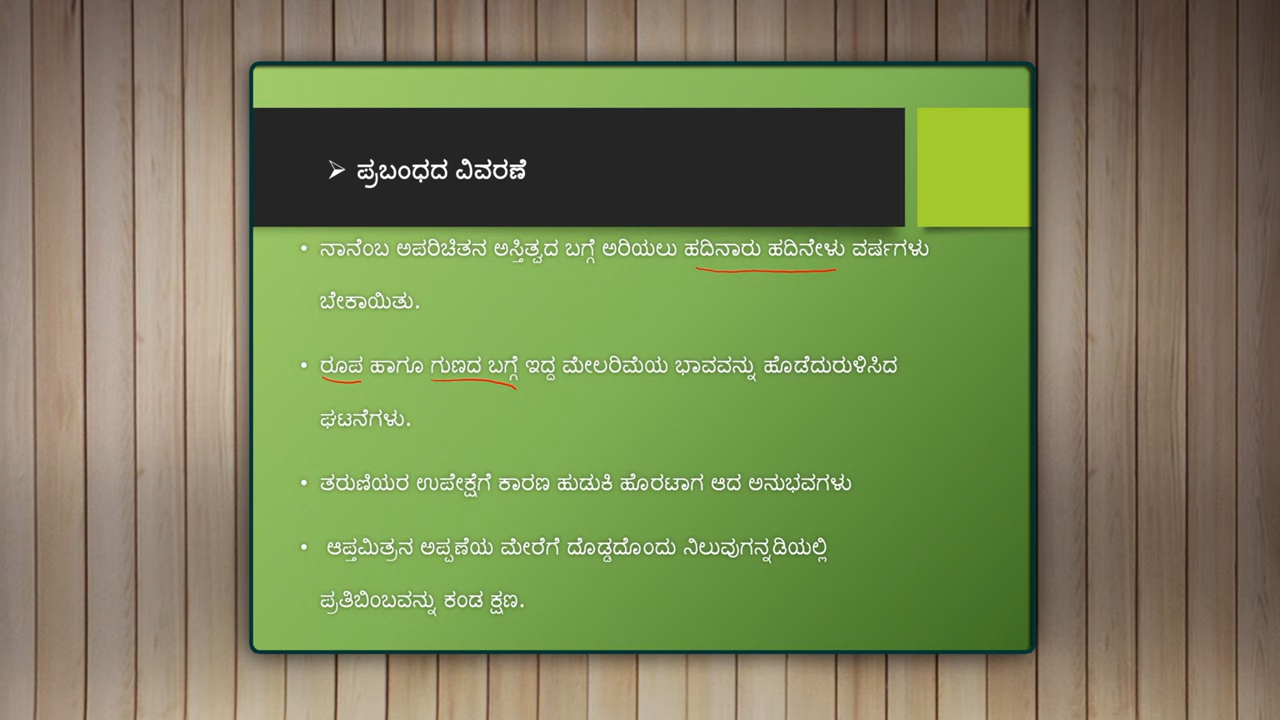 ➢ ಪ್ರಬಂಧದ ವಿವರಣೆ
• ನಾನೆಂಬ ಅಪರಿಚಿತನ ಅಸ್ತಿತ್ವದ ಬಗ್ಗೆ ಅರಿಯಲು ಹದಿನಾರು ಹದಿನೇಳು ವರ್ಷಗಳು
ಬೇಕಾಯಿತು.
• ರೂಪ ಹಾಗೂ ಗುಣದ ಬಗ್ಗೆ ಇದ್ದ ಮೇಲರಿಮೆಯ ಭಾವವನ್ನು ಹೊಡೆದುರುಳಿಸಿದ
ಘಟನೆಗಳು.
• ತರುಣಿಯರ ಉಪೇಕ್ಷೆಗೆ ಕಾರಣ ಹುಡುಕಿ ಹೊರಟಾಗ ಆದ ಅನುಭವಗಳು
• ಆಪ್ತಮಿತ್ರನ ಅಪ್ಪಣೆಯ ಮೇರೆಗೆ ದೊಡ್ಡದೊಂದು ನಿಲುವುಗನ್ನಡಿಯಲ್ಲಿ
ಪ್ರತಿಬಿಂಬವನ್ನು ಕಂಡ ಕ್ಷಣ.